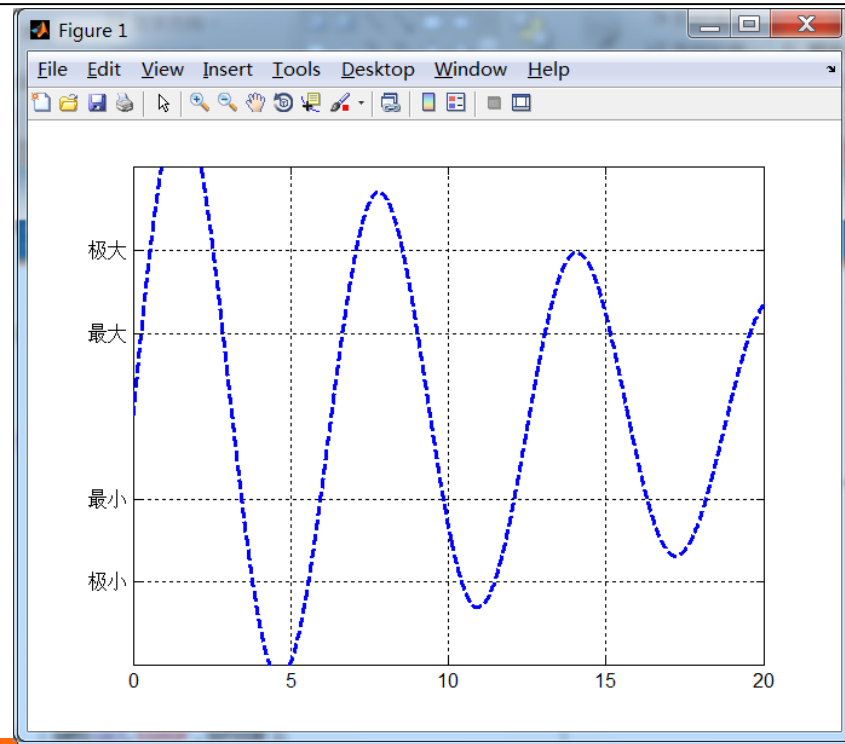 Figure 1
File Edit View Insert Tools Desktop Window Help
极大
最大
最小
极小
0 5 10 15 20